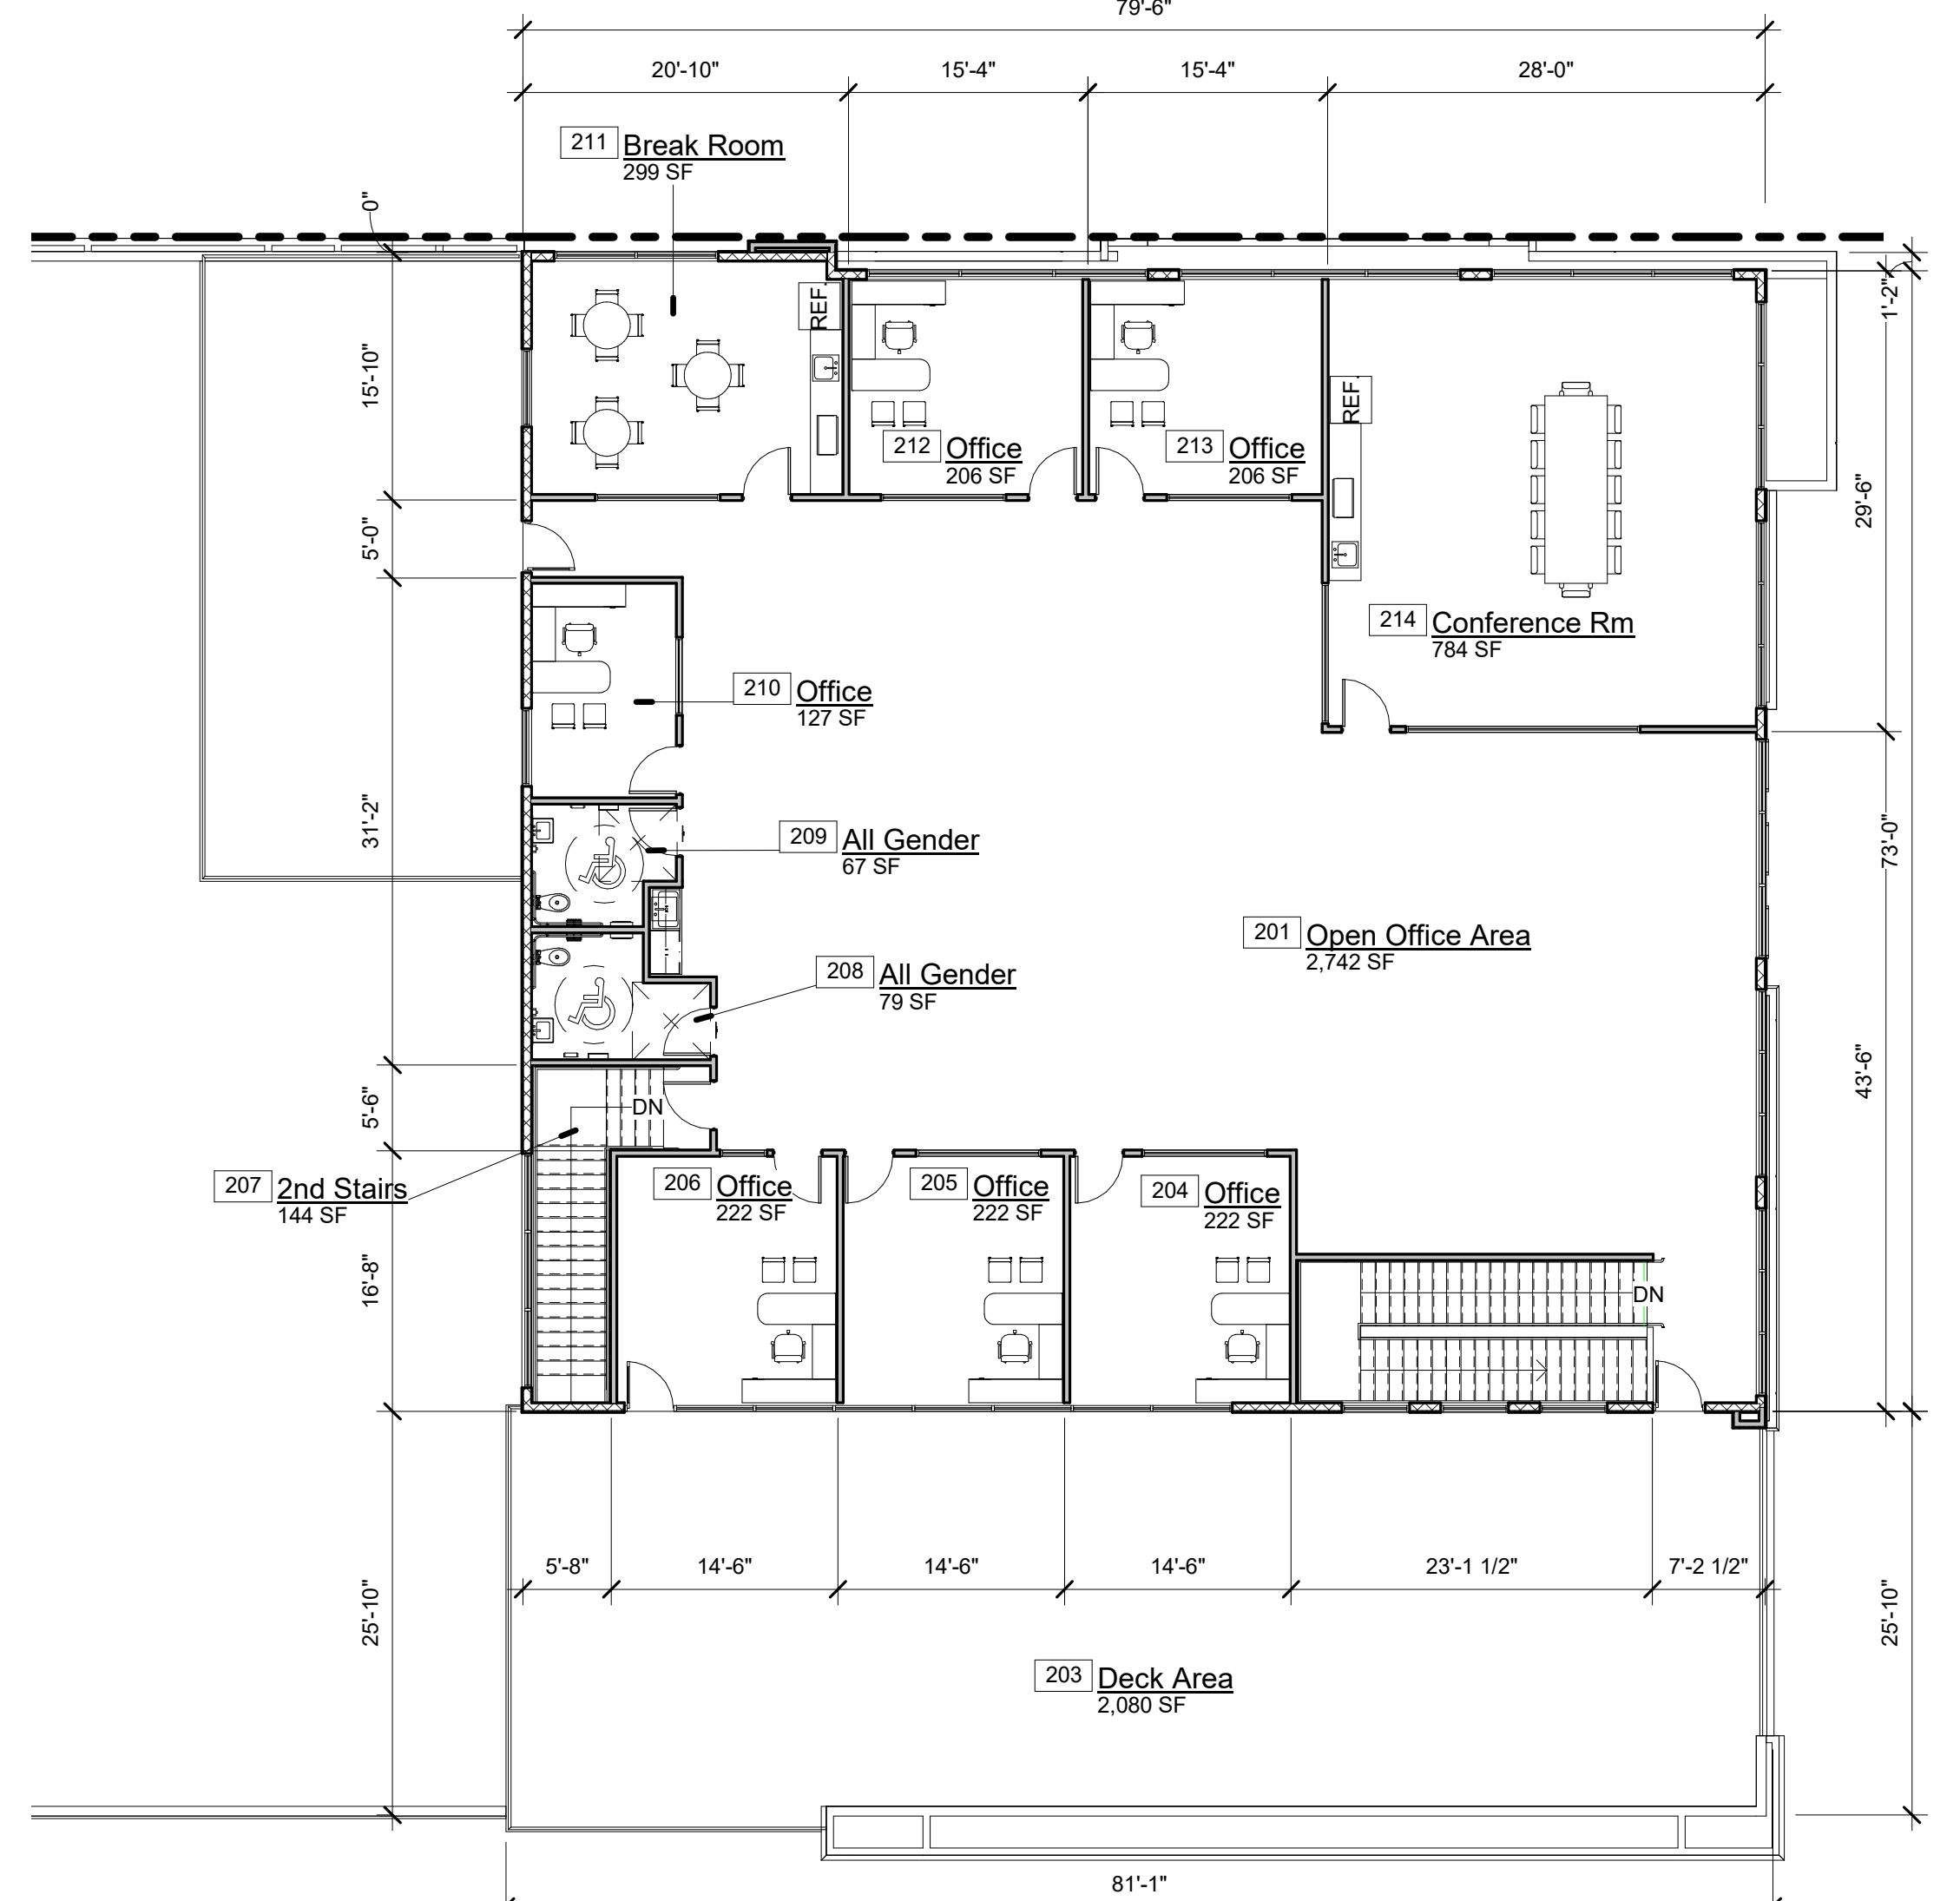 79'-6"
20'-10"
15'-4"
15'-4"
28'-0"
211 Break Room
299 SF
0"
1'-2"
REF.
15'-10"
REF.
212 Office
206 SF
213 Office
206 SF
29'-6"
5'-0"
214 Conference Rm
784 SF
210 Office
127 SF
31'-2"
209 All Gender
67 SF
73'-0"
201 Open Office Area
2,742 SF
208 All Gender
79 SF
43'-6"
5'-6"
DN
207 2nd Stairs
144 SF
206 Office
222 SF
205 Office
222 SF
204 Office
222 SF
16'-8"
DN
5'-8"
14'-6"
14'-6"
14'-6"
23'-1 1/2"
7'-2 1/2"
25'-10"
25'-10"
203 Deck Area
2,080 SF
81'-1"